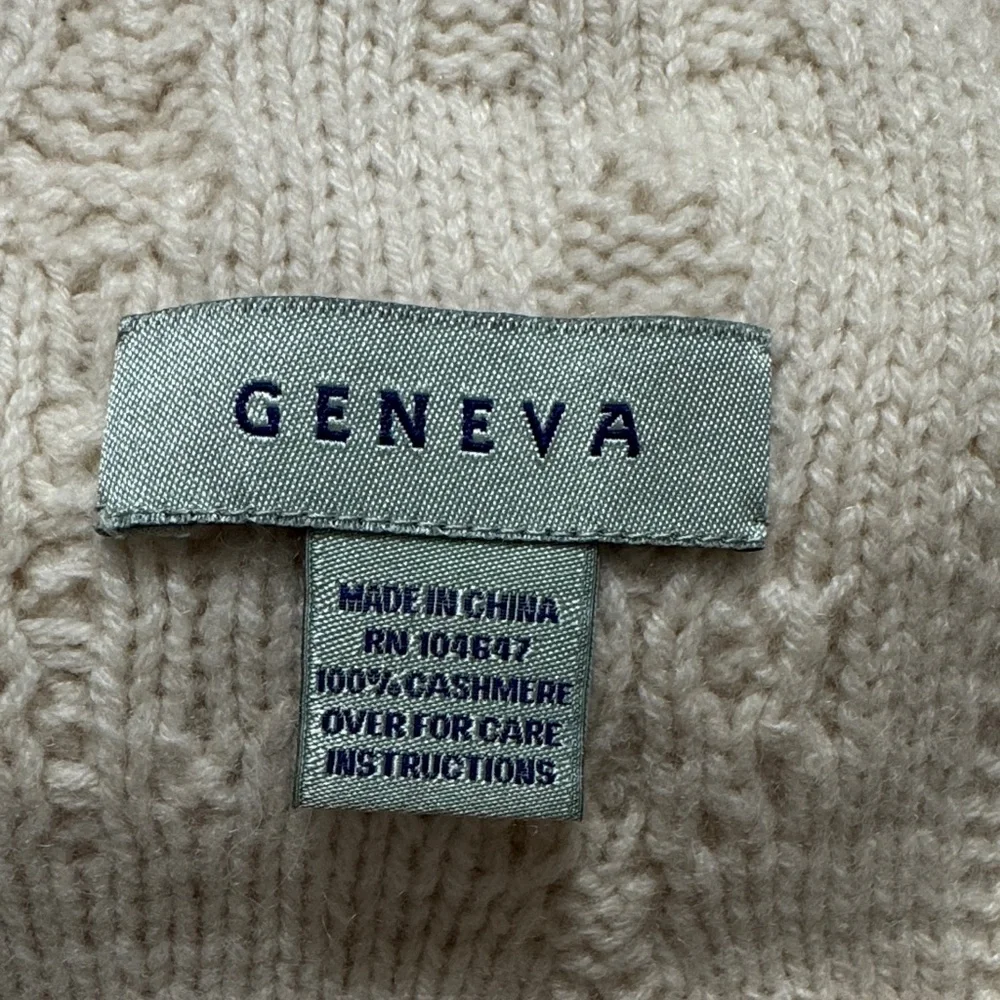 GENEVA
MADE IN CHINA
RN 104647
100% CASHMERE
OVER FOR CARE
INSTRUCTIONS